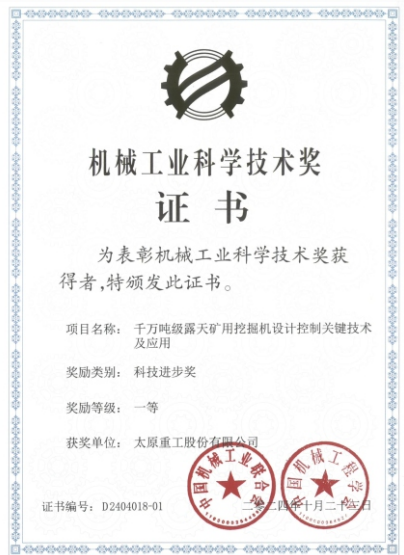 机械工业科学技术奖
证书
为表彰机械工业科学技术奖获
得者,特颁发此证书。
项目名称: 千万吨级露天矿用挖掘机设计控制关键技术
及应用
奖励类别: 科技进步奖
奖励等级: 一等
获奖单位: 太原重工股份有限公司
中国机械工业联合会
中国机械工程学会
证书编号: D2404018-01
二零二四年十月二十三日